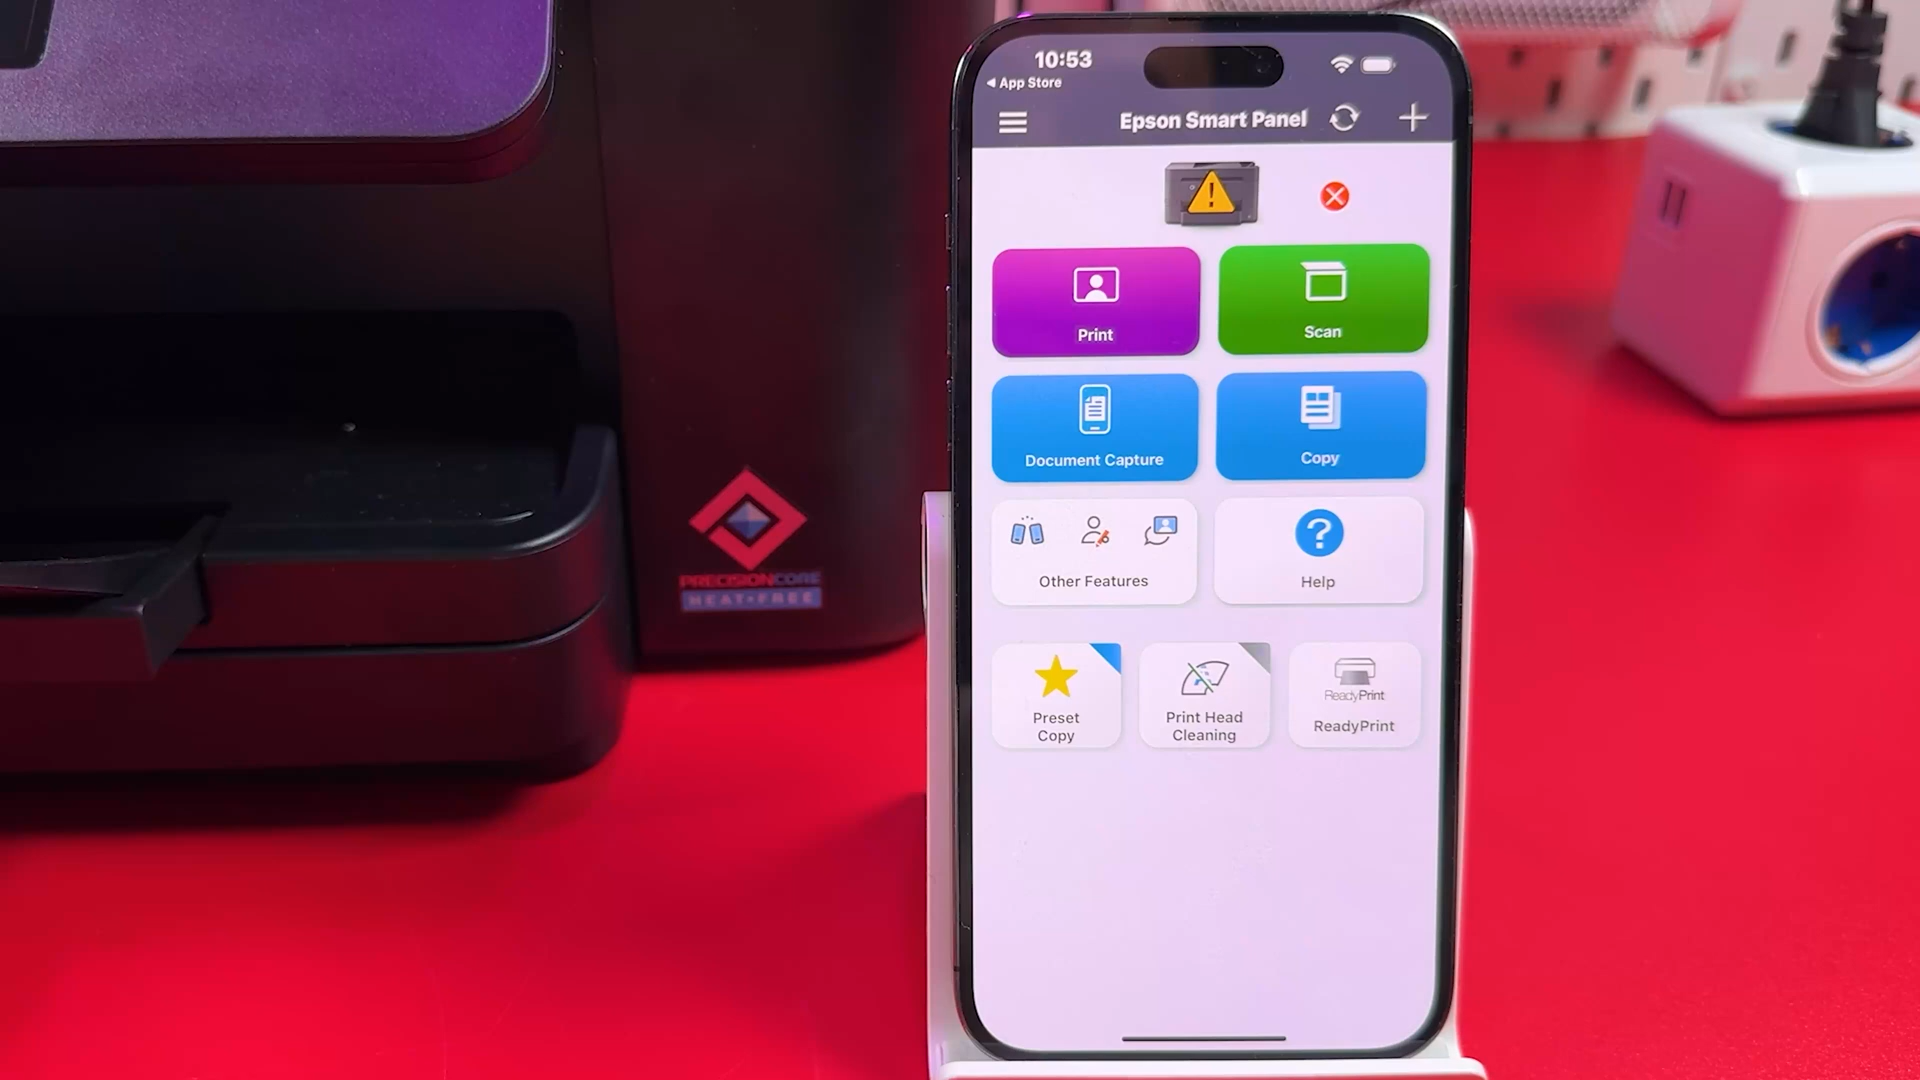 10:53
App Store
Epson Smart Panel
Print
Scan
Document Capture
Copy
Other Features
Help
Preset
Copy
Print Head
Cleaning
ReadyPrint
ReadyPrint
PRECISIONCORE
HEAT-FREE